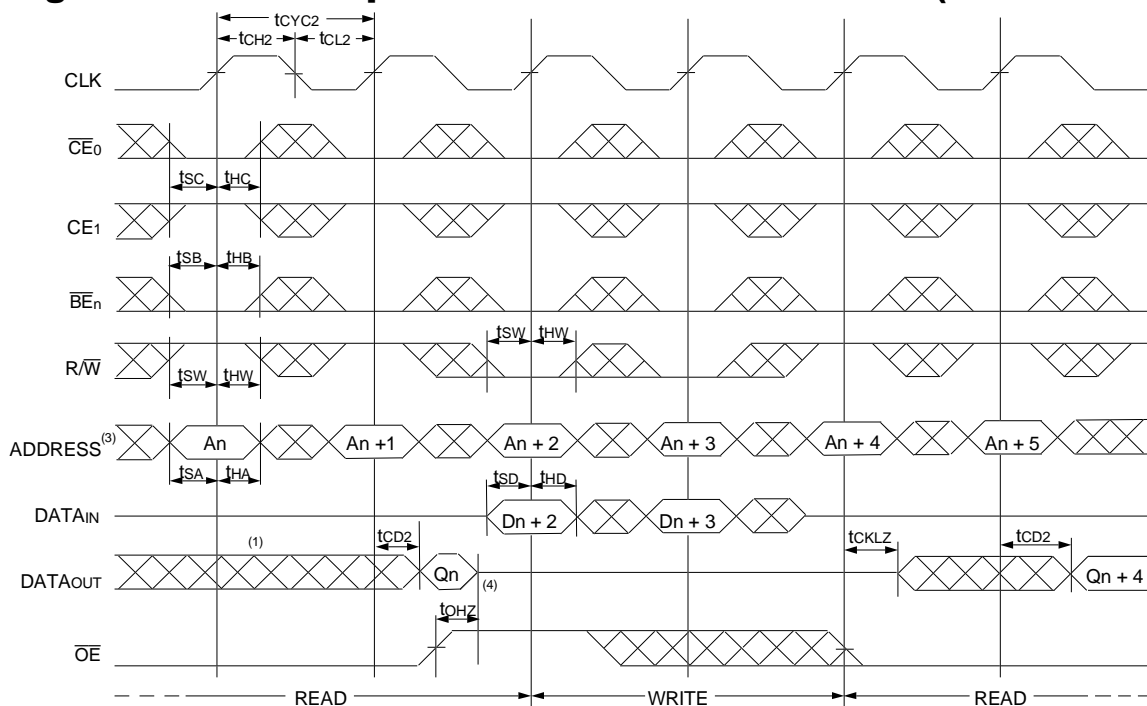 tCYC2
tCH2 tCL2
CLK
CE0
tSC tHC
CE1
tSB tHB
BEn
tSW tHW
R/W
tSW tHW
ADDRESS(3) An An +1 An + 2 An + 3 An + 4 An + 5
tSA tHA tSD tHD
DATAIN Dn + 2 Dn + 3
(1) tCD2 tCKLZ tCD2
DATAOUT Qn (4) Qn + 4
tOHZ
OE
READ WRITE READ